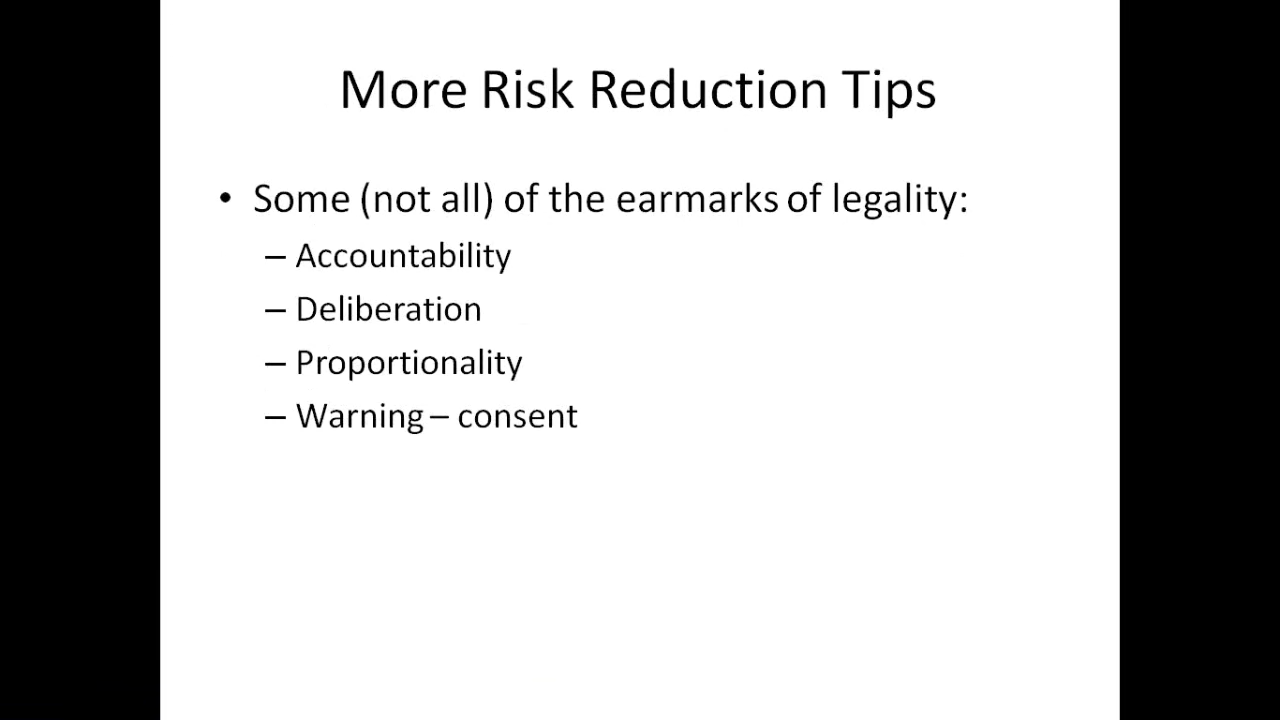 More Risk Reduction Tips
• Some (not all) of the earmarks of legality:
– Accountability
– Deliberation
– Proportionality
– Warning – consent